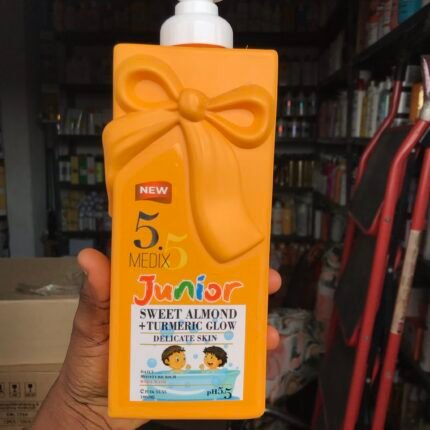 NEW
5.5
MEDIX
Junior
SWEET ALMOND
+TURMERIC GLOW
DELICATE SKIN
pH5.5